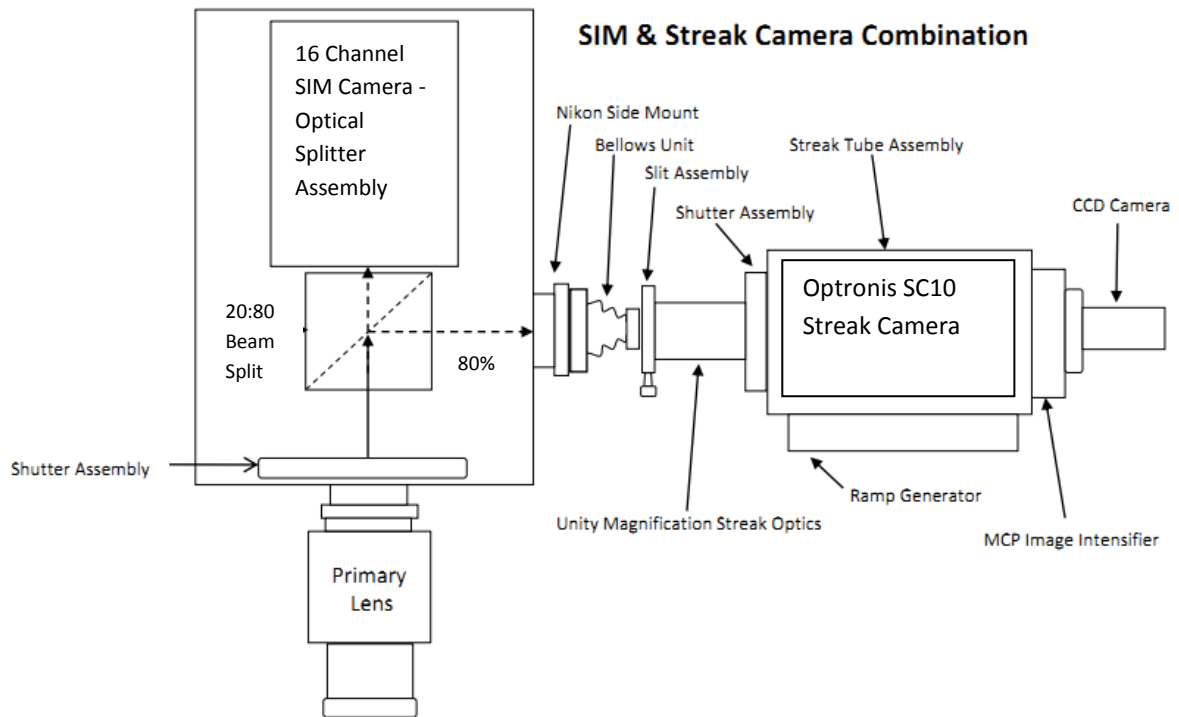 SIM & Streak Camera Combination
16 Channel
SIM Camera -
Optical
Splitter
Assembly
Nikon Side Mount
Bellows Unit
Slit Assembly
Shutter Assembly
Streak Tube Assembly
CCD Camera
20:80
Beam
Split
80%
Optronis SC10
Streak Camera
Shutter Assembly
Unity Magnification Streak Optics
Ramp Generator
MCP Image Intensifier
Primary
Lens